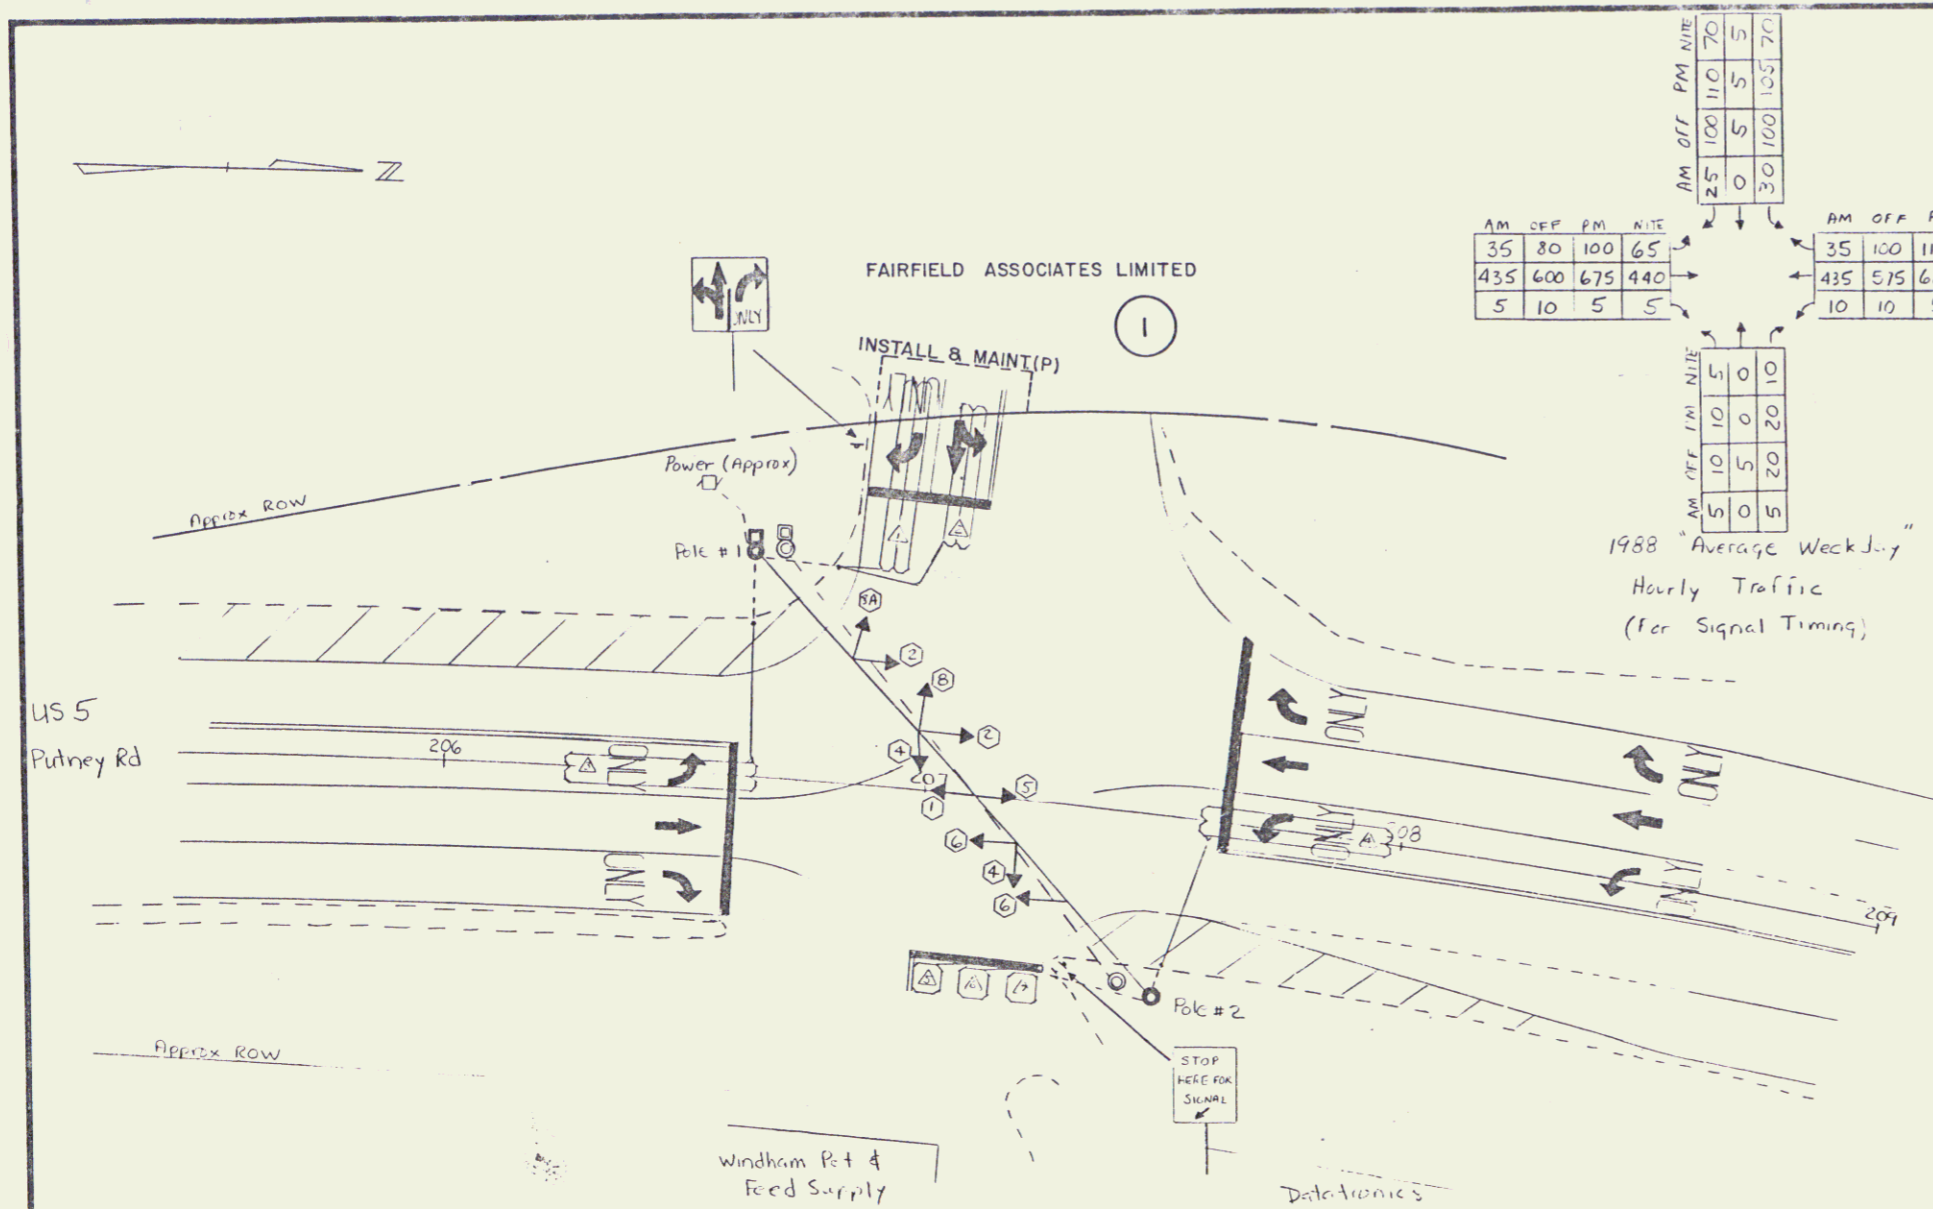 AM OFF PM NITE
25 100 110 70
0 5 5 5
30 100 105 70
AM OFF PM NITE
35 80 100 65
435 600 675 440
5 10 5 5
AM OFF
35 100
435 575
10 10
AM OFF PM NITE
5 10 10 5
0 5 0 0
5 20 20 10
1988 "Average Weekday"
Hourly Traffic
(For Signal Timing)
Z
FAIRFIELD ASSOCIATES LIMITED
1
ONLY
INSTALL & MAINT(P)
Power (Approx)
Approx ROW
Pole #1
8A
2
8
2
4
207
1
5
6
4
6
US 5
Putney Rd
206
ONLY
ONLY
ONLY
ONLY
ONLY
ONLY
208
209
Pole #2
STOP
HERE FOR
SIGNAL
Approx ROW
Windham Pet &
Feed Supply
Datatronics